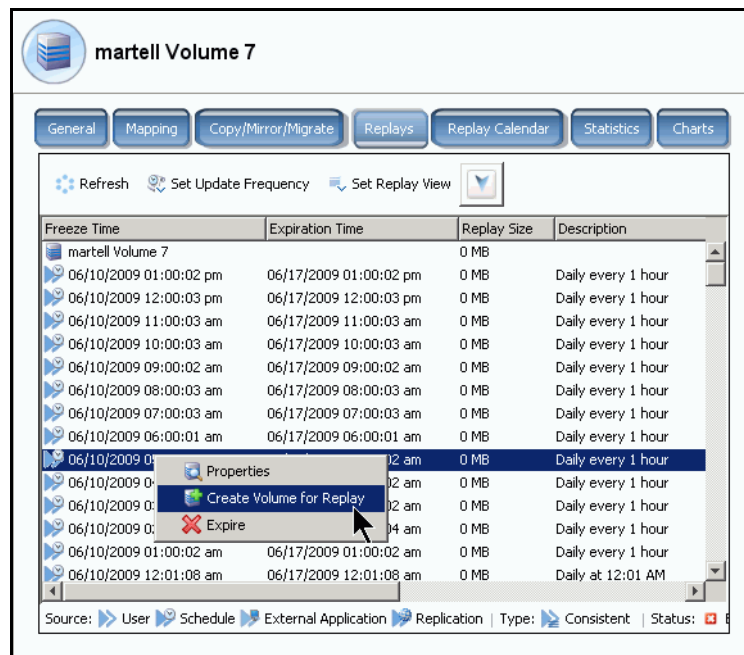 martell Volume 7
General Mapping Copy/Mirror/Migrate Replays Replay Calendar Statistics Charts
Refresh Set Update Frequency Set Replay View
Freeze Time Expiration Time Replay Size Description
martell Volume 7 0 MB
06/10/2009 01:00:02 pm 06/17/2009 01:00:02 pm 0 MB Daily every 1 hour
06/10/2009 12:00:03 pm 06/17/2009 12:00:03 pm 0 MB Daily every 1 hour
06/10/2009 11:00:03 am 06/17/2009 11:00:03 am 0 MB Daily every 1 hour
06/10/2009 10:00:03 am 06/17/2009 10:00:03 am 0 MB Daily every 1 hour
06/10/2009 09:00:02 am 06/17/2009 09:00:02 am 0 MB Daily every 1 hour
06/10/2009 08:00:03 am 06/17/2009 08:00:03 am 0 MB Daily every 1 hour
06/10/2009 07:00:03 am 06/17/2009 07:00:03 am 0 MB Daily every 1 hour
06/10/2009 06:00:01 am 06/17/2009 06:00:01 am 0 MB Daily every 1 hour
06/10/2009 02 am 0 MB Daily every 1 hour
Properties
06/10/2009 02 am 0 MB Daily every 1 hour
Create Volume for Replay
06/10/2009 02 am 0 MB Daily every 1 hour
06/10/2009 04 am 0 MB Daily every 1 hour
Expire
06/10/2009 01:00:02 am 06/17/2009 01:00:02 am 0 MB Daily every 1 hour
06/10/2009 12:01:08 am 06/17/2009 12:01:08 am 0 MB Daily at 12:01 AM
Source: User Schedule External Application Replication | Type: Consistent | Status: